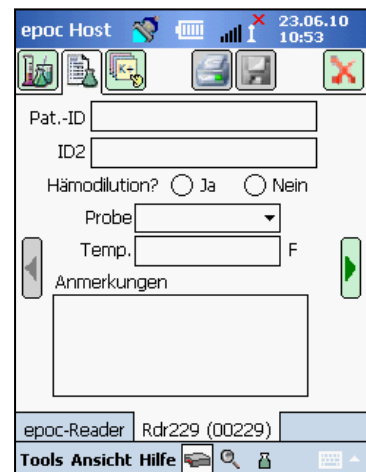 epoc Host 23.06.10
10:53
K+
Pat.-ID
ID2
Hämodilution? Ja Nein
Probe
Temp. F
Anmerkungen
epoc-Reader Rdr229 (00229)
Tools Ansicht Hilfe